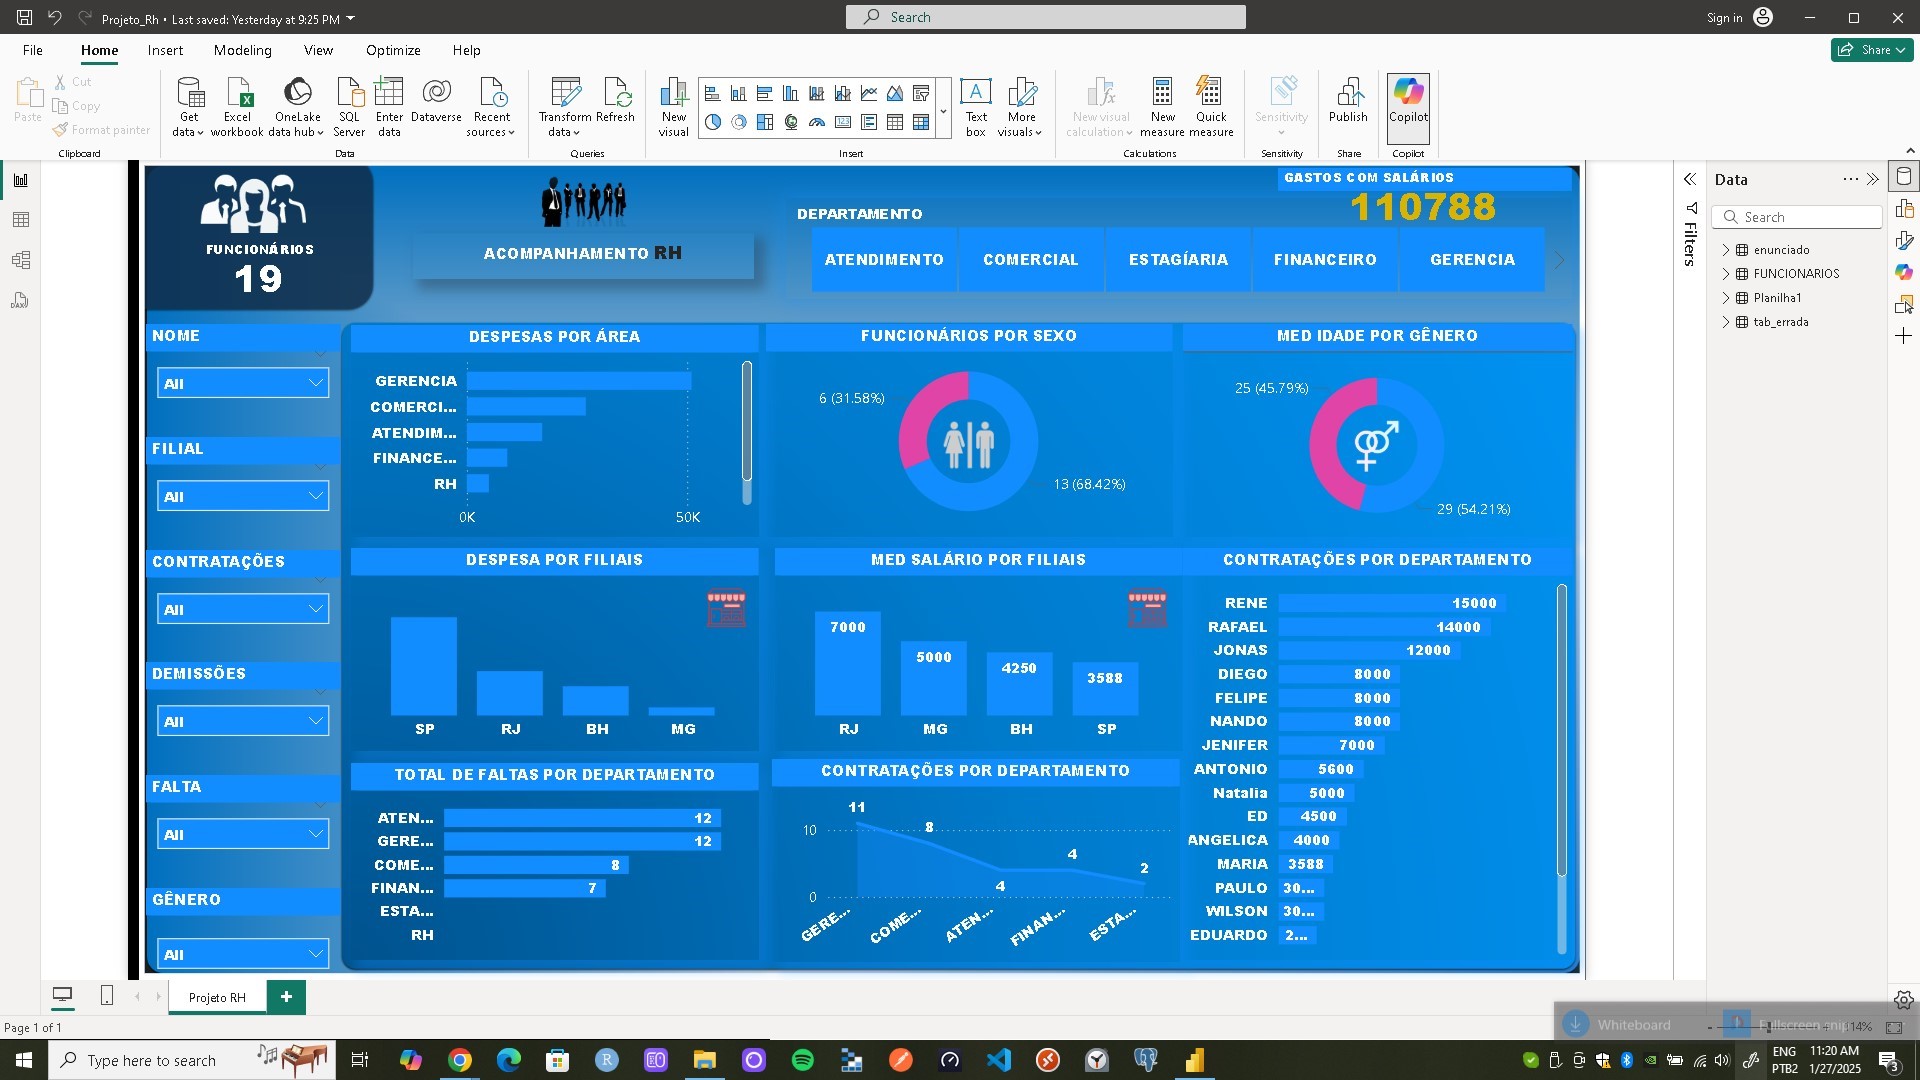 Projeto_Rh • Last saved: Yesterday at 9:25 PM
Search
Sign in
File
Home
Insert
Modeling
View
Optimize
Help
Share
Paste
Cut
Copy
Format painter
Clipboard
Get data
Excel workbook
OneLake data hub
SQL Server
Enter data
Dataverse
Recent sources
Data
Transform data
Refresh
Queries
New visual
Text box
More visuals
Insert
New visual calculation
New measure
Quick measure
Calculations
Sensitivity
Sensitivity
Publish
Share
Copilot
Copilot
FUNCIONÁRIOS
19
ACOMPANHAMENTO RH
DEPARTAMENTO
GASTOS COM SALÁRIOS
110788
ATENDIMENTO
COMERCIAL
ESTAGÍARIA
FINANCEIRO
GERENCIA
NOME
All
FILIAL
All
CONTRATAÇÕES
All
DEMISSÕES
All
FALTA
All
GÊNERO
All
DESPESAS POR ÁREA
GERENCIA
COMERCI...
ATENDIM...
FINANCE...
RH
0K
50K
FUNCIONÁRIOS POR SEXO
6 (31.58%)
13 (68.42%)
MED IDADE POR GÊNERO
25 (45.79%)
29 (54.21%)
DESPESA POR FILIAIS
SP
RJ
BH
MG
MED SALÁRIO POR FILIAIS
7000
5000
4250
3588
RJ
MG
BH
SP
CONTRATAÇÕES POR DEPARTAMENTO
RENE 15000
RAFAEL 14000
JONAS 12000
DIEGO 8000
FELIPE 8000
NANDO 8000
JENIFER 7000
ANTONIO 5600
Natalia 5000
ED 4500
ANGELICA 4000
MARIA 3588
PAULO 30...
WILSON 30...
EDUARDO 2...
TOTAL DE FALTAS POR DEPARTAMENTO
ATEN... 12
GERE... 12
COME... 8
FINAN... 7
ESTA...
RH
CONTRATAÇÕES POR DEPARTAMENTO
11
10
8
4
4
2
0
GERE...
COME...
ATEN...
FINAN...
ESTA...
Filters
Data
Search
enunciado
FUNCIONARIOS
Planilha1
tab_errada
Projeto RH
Page 1 of 1
Whiteboard
Fullscreen snip
Type here to search
ENG
PTB2
11:20 AM
1/27/2025
3